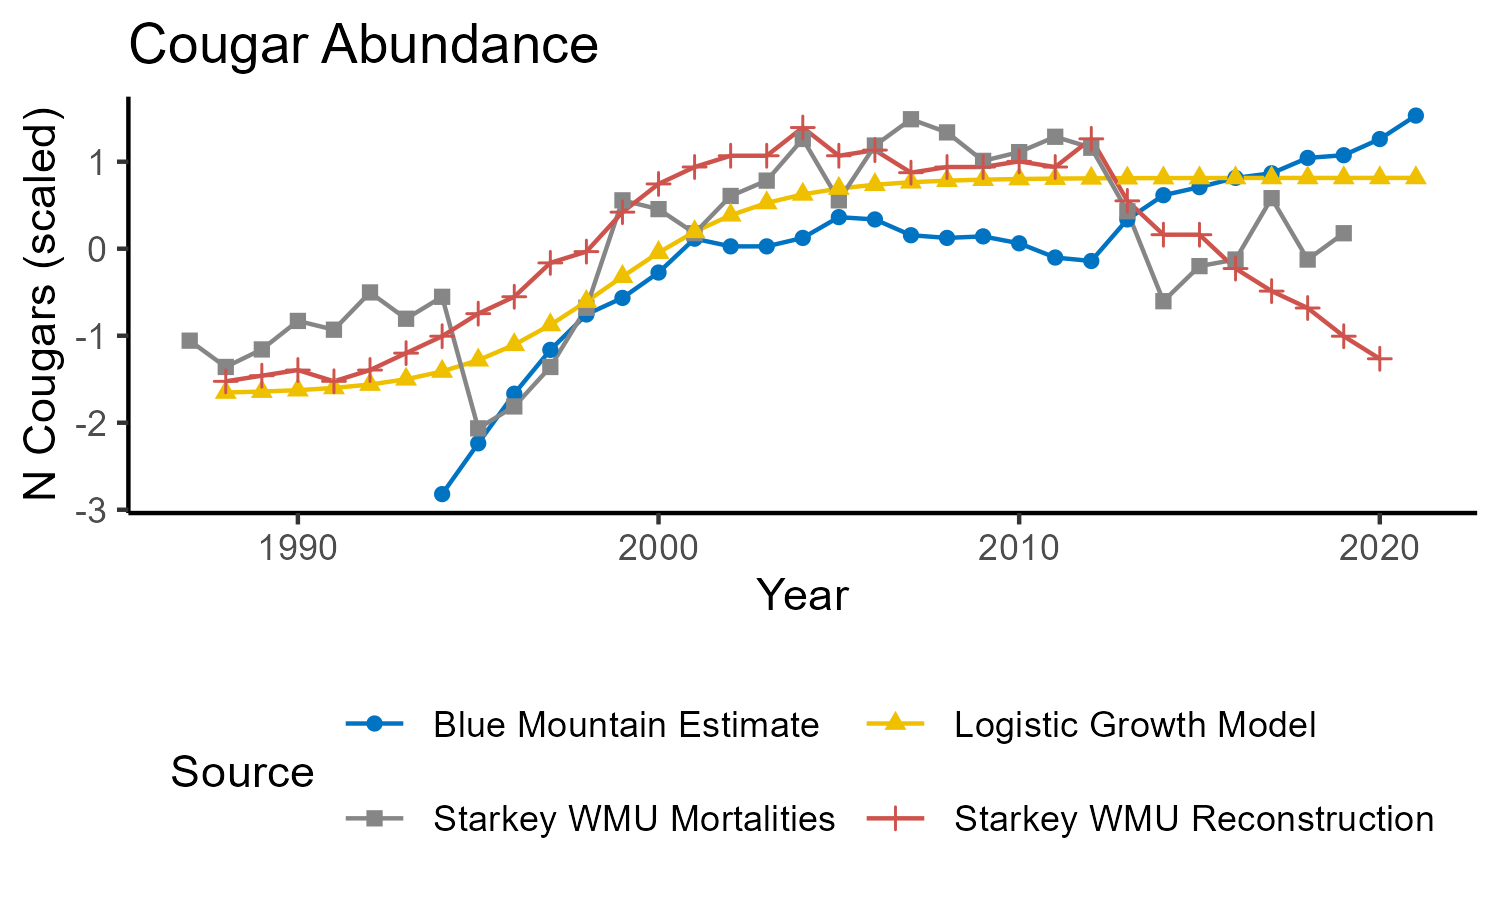 Cougar Abundance
N Cougars (scaled)
1
0
-1
-2
-3
1990 2000 2010 2020
Year
Source
Blue Mountain Estimate
Logistic Growth Model
Starkey WMU Mortalities
Starkey WMU Reconstruction